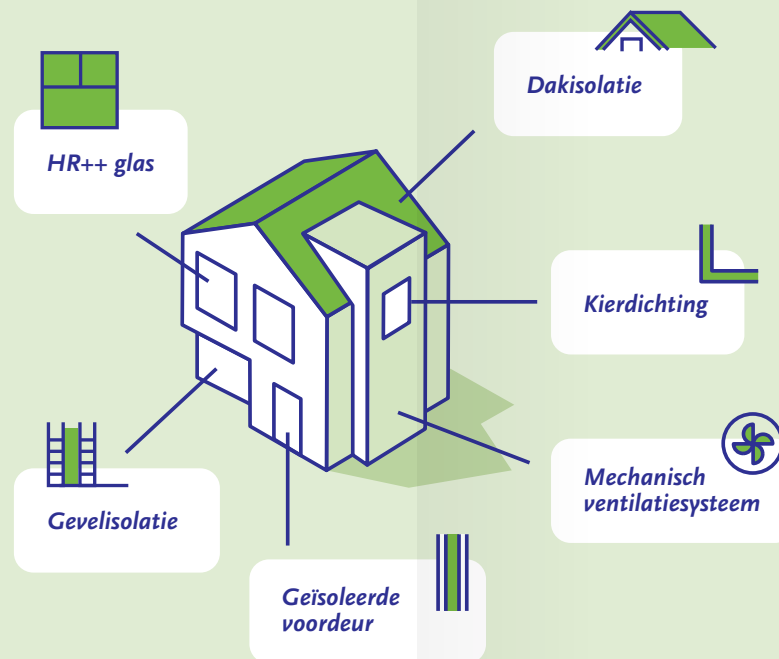 Dakisolatie
HR++ glas
Kierdichting
Mechanisch
ventilatiesysteem
Gevelisolatie
Geïsoleerde
voordeur